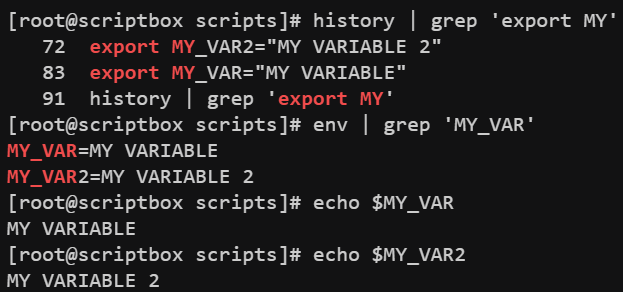 [root@scriptbox scripts]# history | grep 'export MY'
   72  export MY_VAR2="MY VARIABLE 2"
   83  export MY_VAR="MY VARIABLE"
   91  history | grep 'export MY'
[root@scriptbox scripts]# env | grep 'MY_VAR'
MY_VAR=MY VARIABLE
MY_VAR2=MY VARIABLE 2
[root@scriptbox scripts]# echo $MY_VAR
MY VARIABLE
[root@scriptbox scripts]# echo $MY_VAR2
MY VARIABLE 2